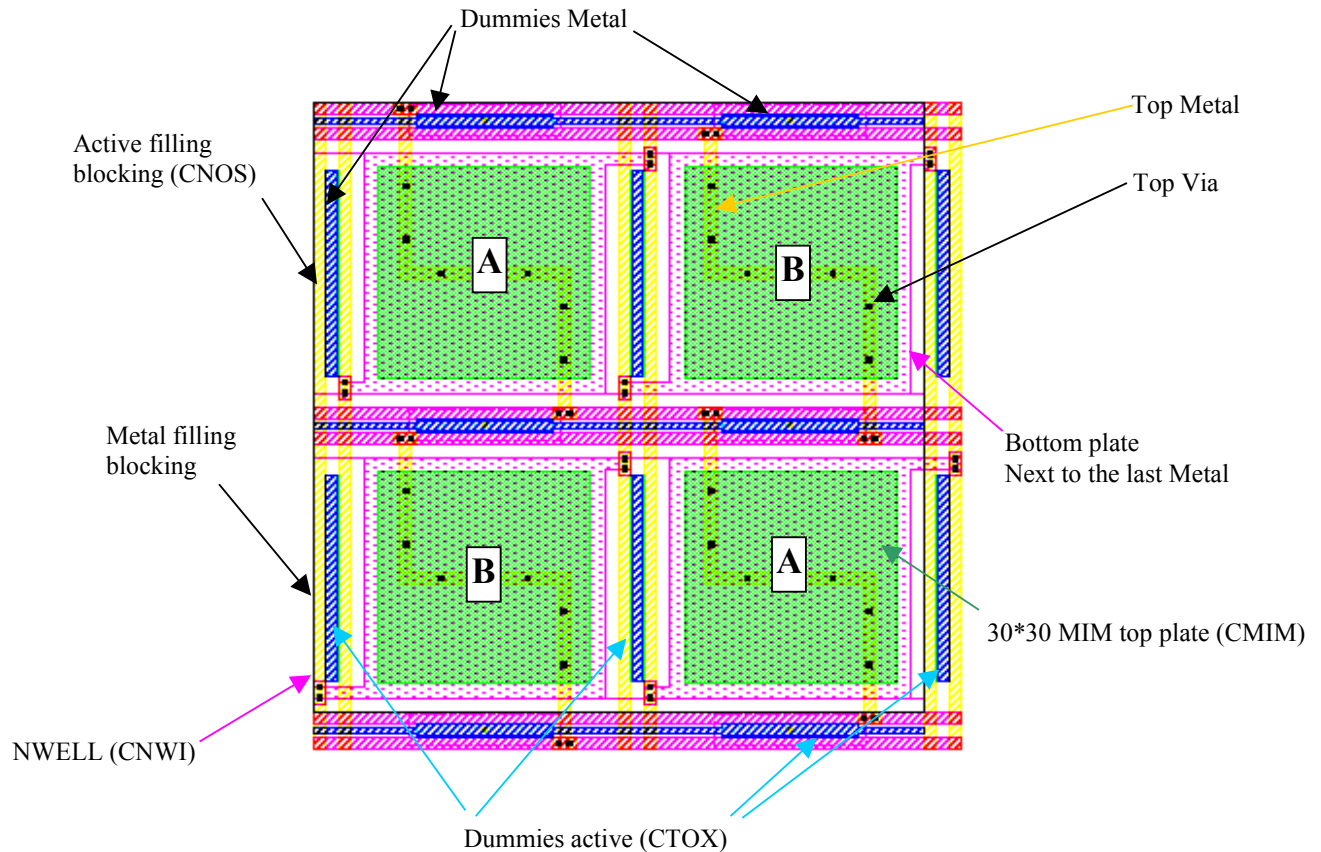 Dummies Metal
Top Metal
Active filling
blocking (CNOS)
Top Via
A
B
Metal filling
blocking
Bottom plate
Next to the last Metal
B
A
30*30 MIM top plate (CMIM)
NWELL (CNWI)
Dummies active (CTOX)